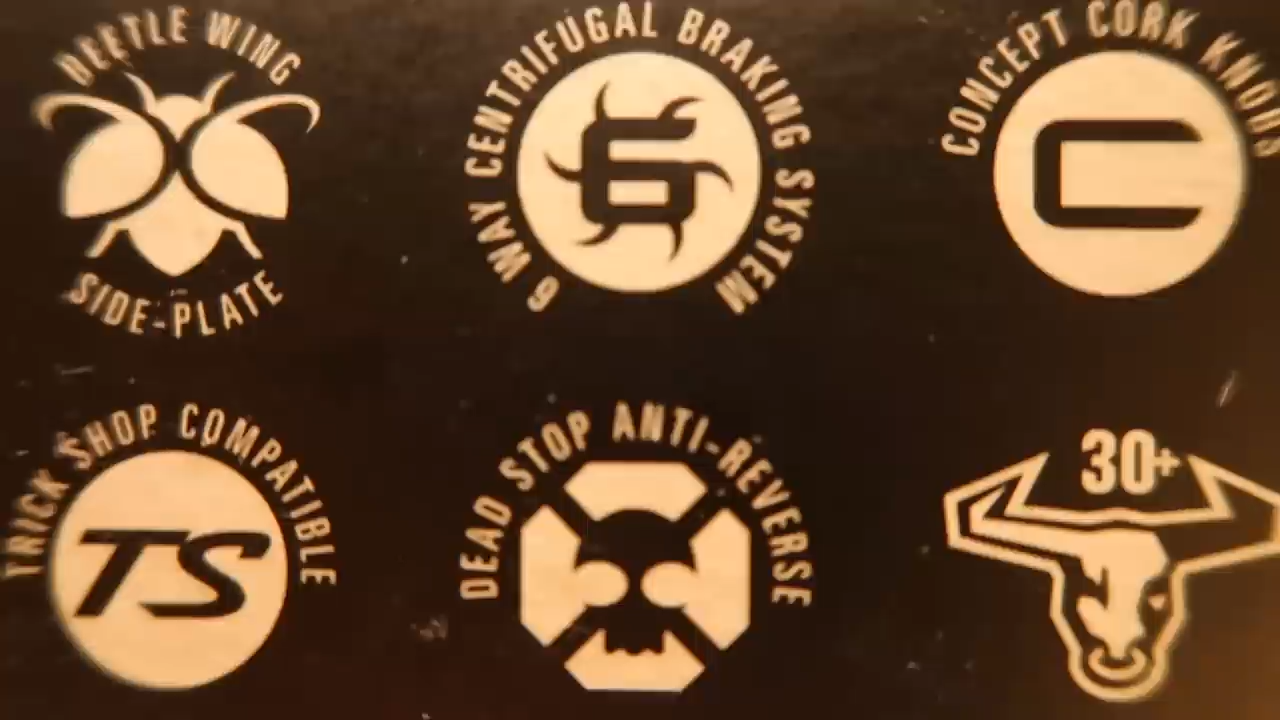 BEETLE WING
SIDE-PLATE
6 WAY CENTRIFUGAL BRAKING SYSTEM
6
CONCEPT CORK KNOBS
C
TRICK SHOP COMPATIBLE
TS
DEAD STOP ANTI-REVERSE
30+